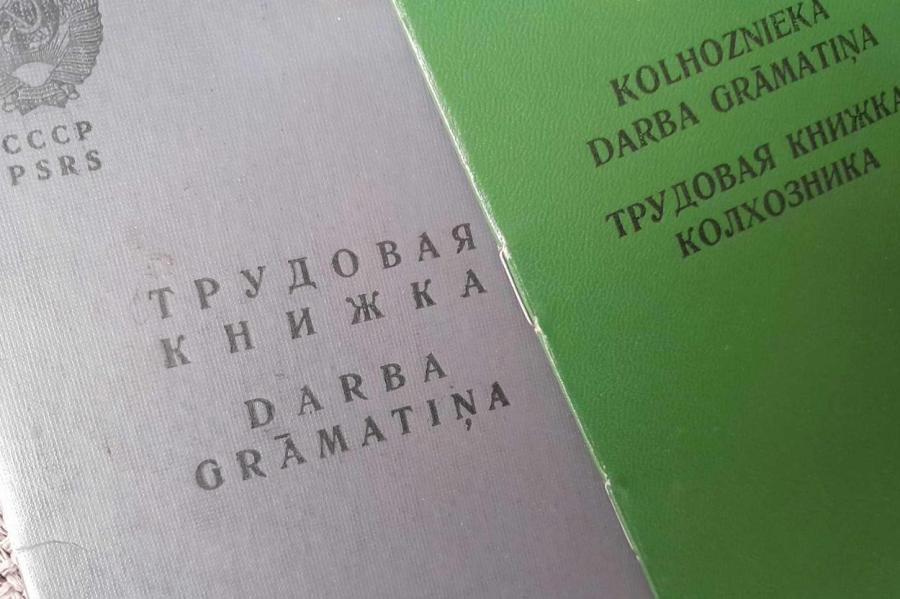 СССР
PSRS
ТРУДОВАЯ
КНИЖКА
DARBA
GRĀMATIŅA
KOLHOZNIEKA
DARBA GRĀMATIŅA
ТРУДОВАЯ КНИЖКА
КОЛХОЗНИКА